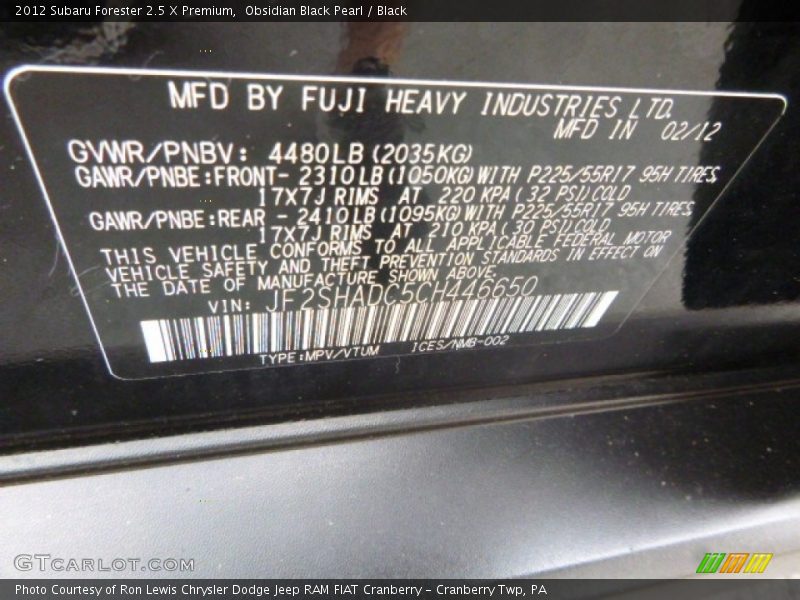 2012 Subaru Forester 2.5 X Premium,  Obsidian Black Pearl / Black
MFD BY FUJI HEAVY INDUSTRIES LTD.
MFD IN 02/12
GVWR/PNBV: 4480LB (2035KG)
GAWR/PNBE:FRONT- 2310LB (1050KG) WITH P225/55R17 95H TIRES,
17X7J RIMS AT 220 KPA ( 32 PSI) COLD
GAWR/PNBE:REAR - 2410LB (1095KG) WITH P225/55R17 95H TIRES,
17X7J RIMS AT 210 KPA ( 30 PSI) COLD
THIS VEHICLE CONFORMS TO ALL APPLICABLE FEDERAL MOTOR
VEHICLE SAFETY AND THEFT PREVENTION STANDARDS IN EFFECT ON
THE DATE OF MANUFACTURE SHOWN ABOVE.
VIN: JF2SHADC5CH446650
TYPE:MPV/VTUM ICES/NMB-002
GTCARLOT.COM
Photo Courtesy of Ron Lewis Chrysler Dodge Jeep RAM FIAT Cranberry - Cranberry Twp, PA